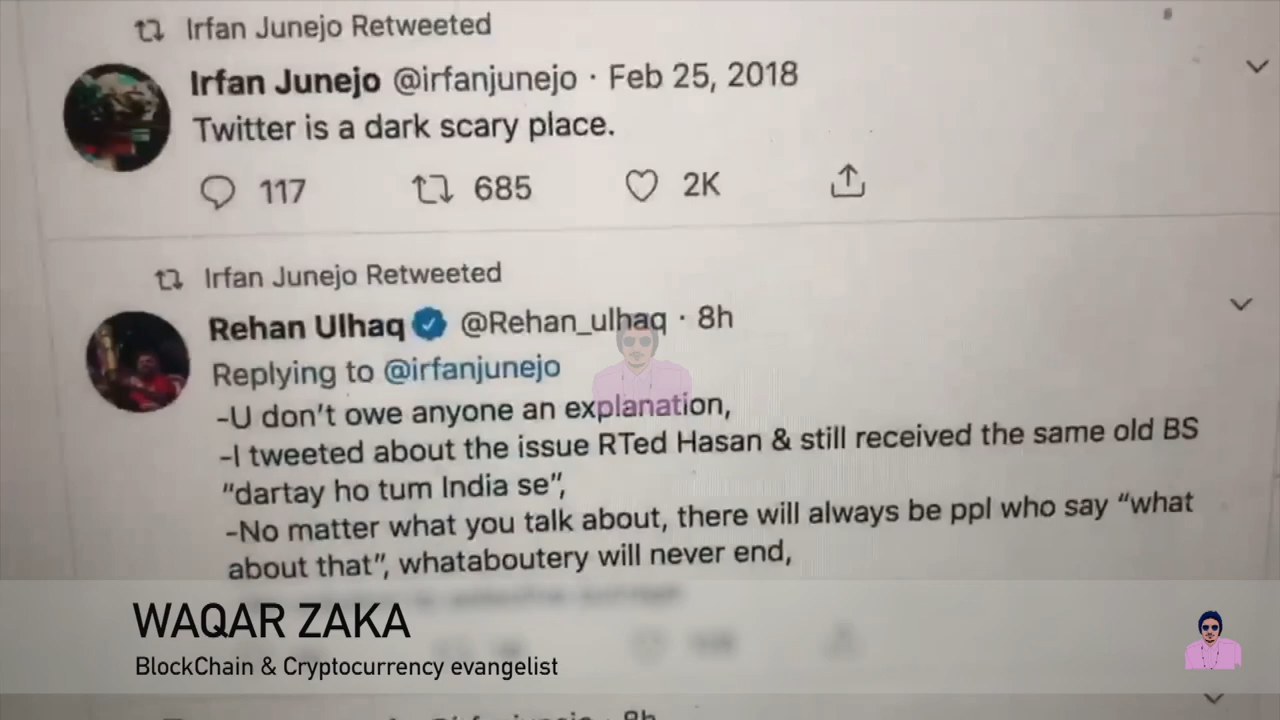 Irfan Junejo Retweeted
Irfan Junejo @irfanjunejo · Feb 25, 2018
Twitter is a dark scary place.
117 685 2K
Irfan Junejo Retweeted
Rehan Ulhaq @Rehan_ulhaq · 8h
Replying to @irfanjunejo
-U don't owe anyone an explanation,
-I tweeted about the issue RTed Hasan & still received the same old BS
"dartay ho tum India se",
-No matter what you talk about, there will always be ppl who say "what
about that", whataboutery will never end,
WAQAR ZAKA
BlockChain & Cryptocurrency evangelist